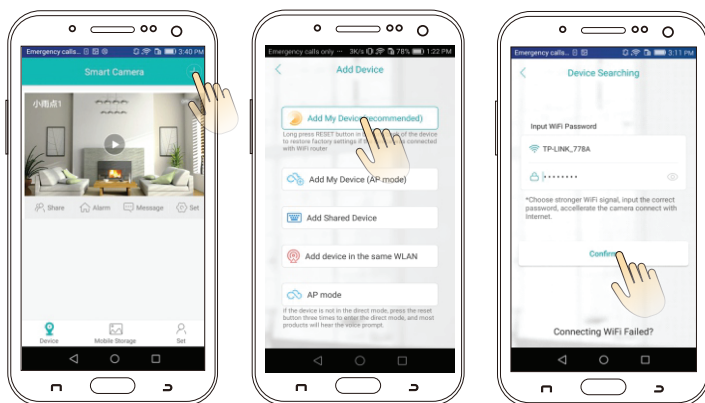 Emergency calls... 3:40 PM
Smart Camera
小雨点1
Share Alarm Message Set
Device Mobile Storage Set
Emergency calls only ··· 3K/s 78% 1:22 PM
Add Device
Add My Device (recommended)
Long press RESET button in
of the device
to restore factory settings if
connected
with WiFi router
Add My Device (AP mode)
Add Shared Device
Add device in the same WLAN
AP mode
If the device is not in the direct mode, press the reset
button three times to enter the direct mode, and most
products will hear the voice prompt.
Emergency calls... 3:11 PM
Device Searching
Input WiFi Password
TP-LINK_778A
*Choose stronger WiFi signal, input the correct
password, accellerate the camera connect with
Internet.
Confirm
Connecting WiFi Failed?